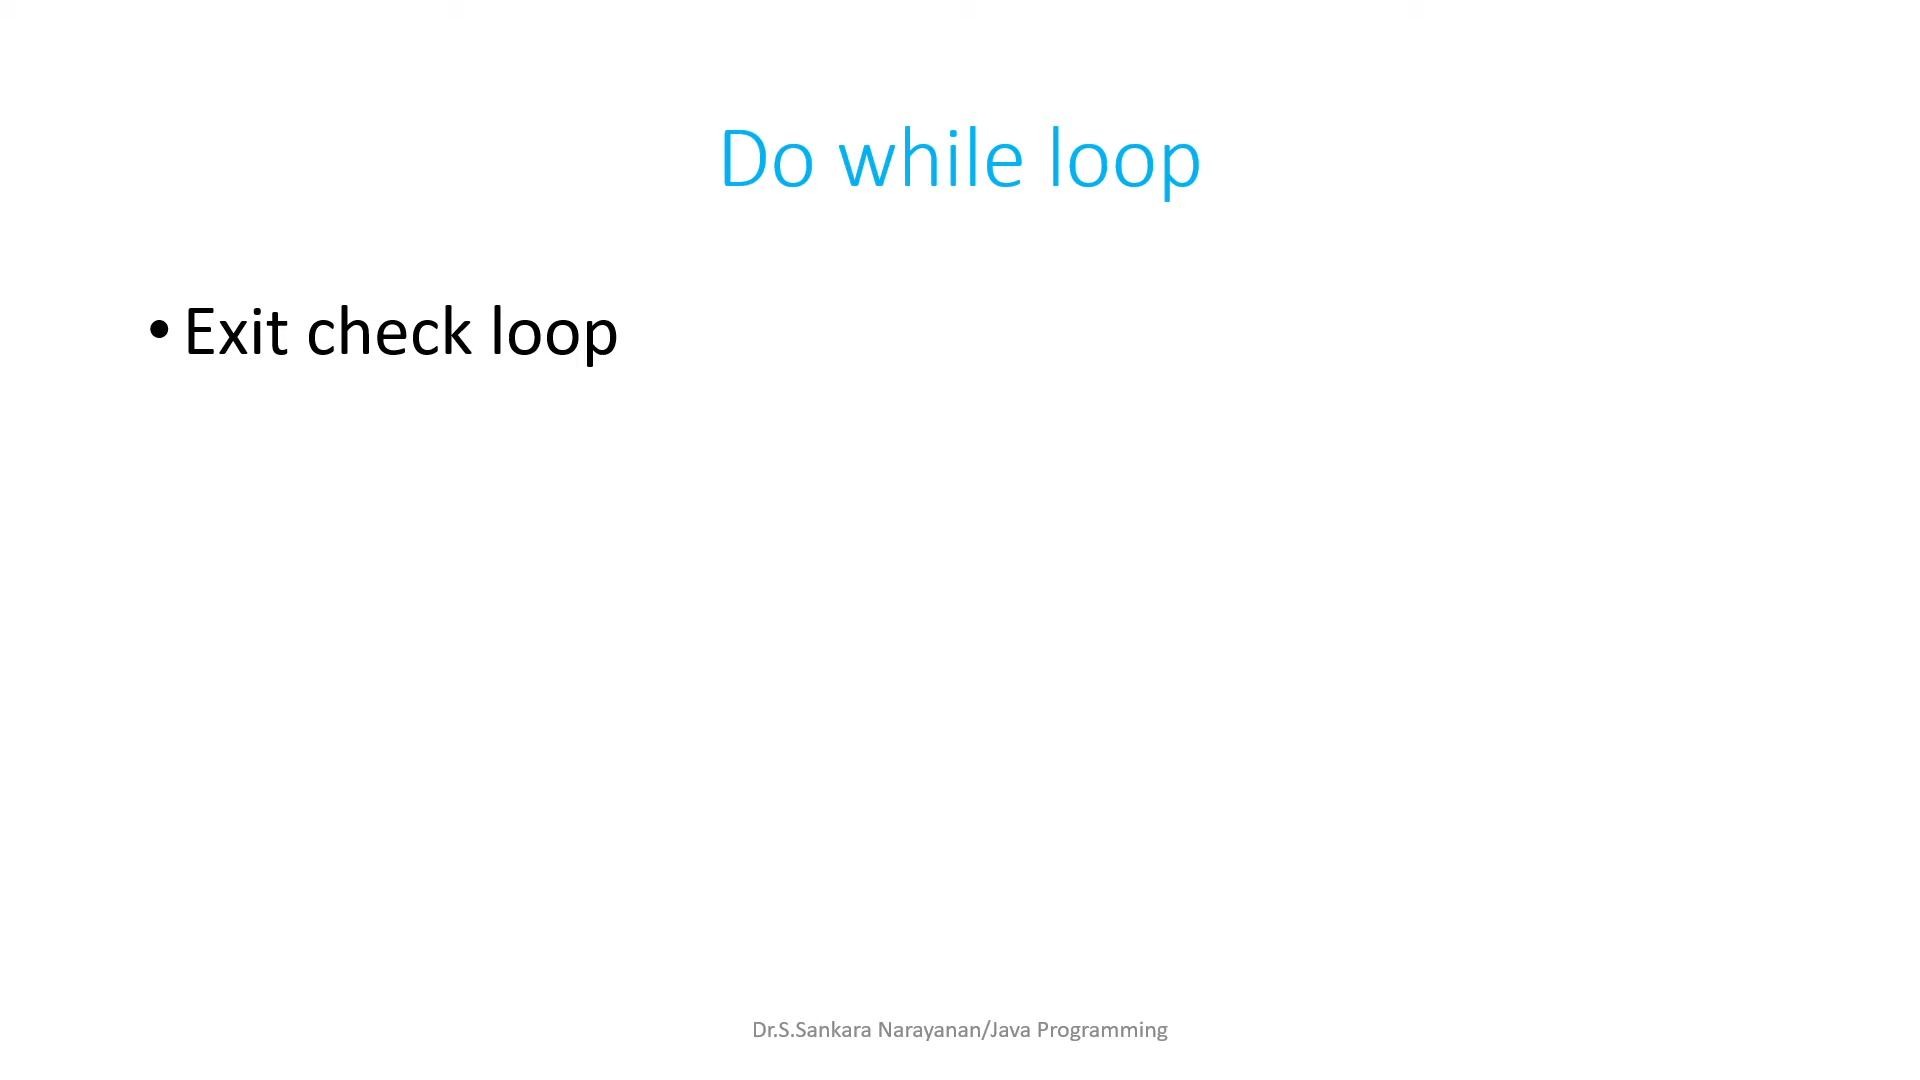 Do while loop
• Exit check loop
Dr.S.Sankara Narayanan/Java Programming